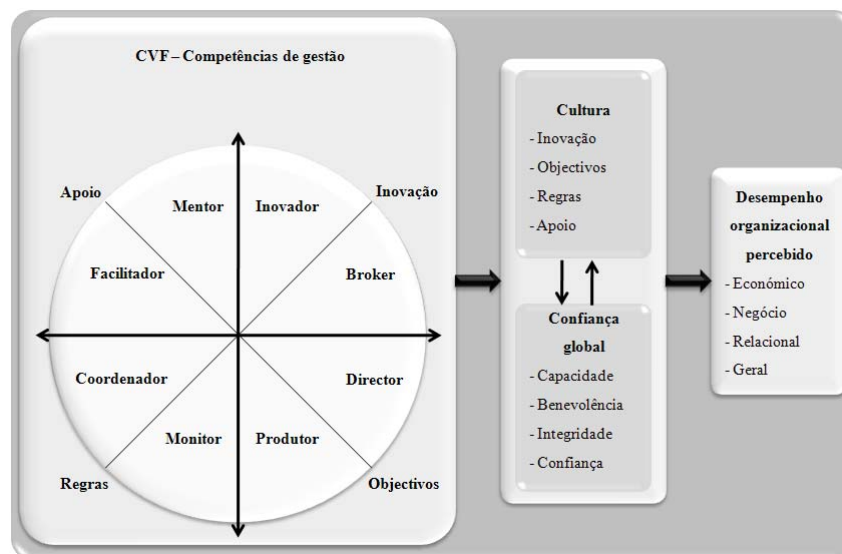 CVF – Competências de gestão
Apoio
Inovação
Mentor
Inovador
Facilitador
Broker
Coordenador
Director
Monitor
Produtor
Regras
Objectivos
Cultura
- Inovação
- Objectivos
- Regras
- Apoio
Confiança
global
- Capacidade
- Benevolência
- Integridade
- Confiança
Desempenho
organizacional
percebido
- Económico
- Negócio
- Relacional
- Geral